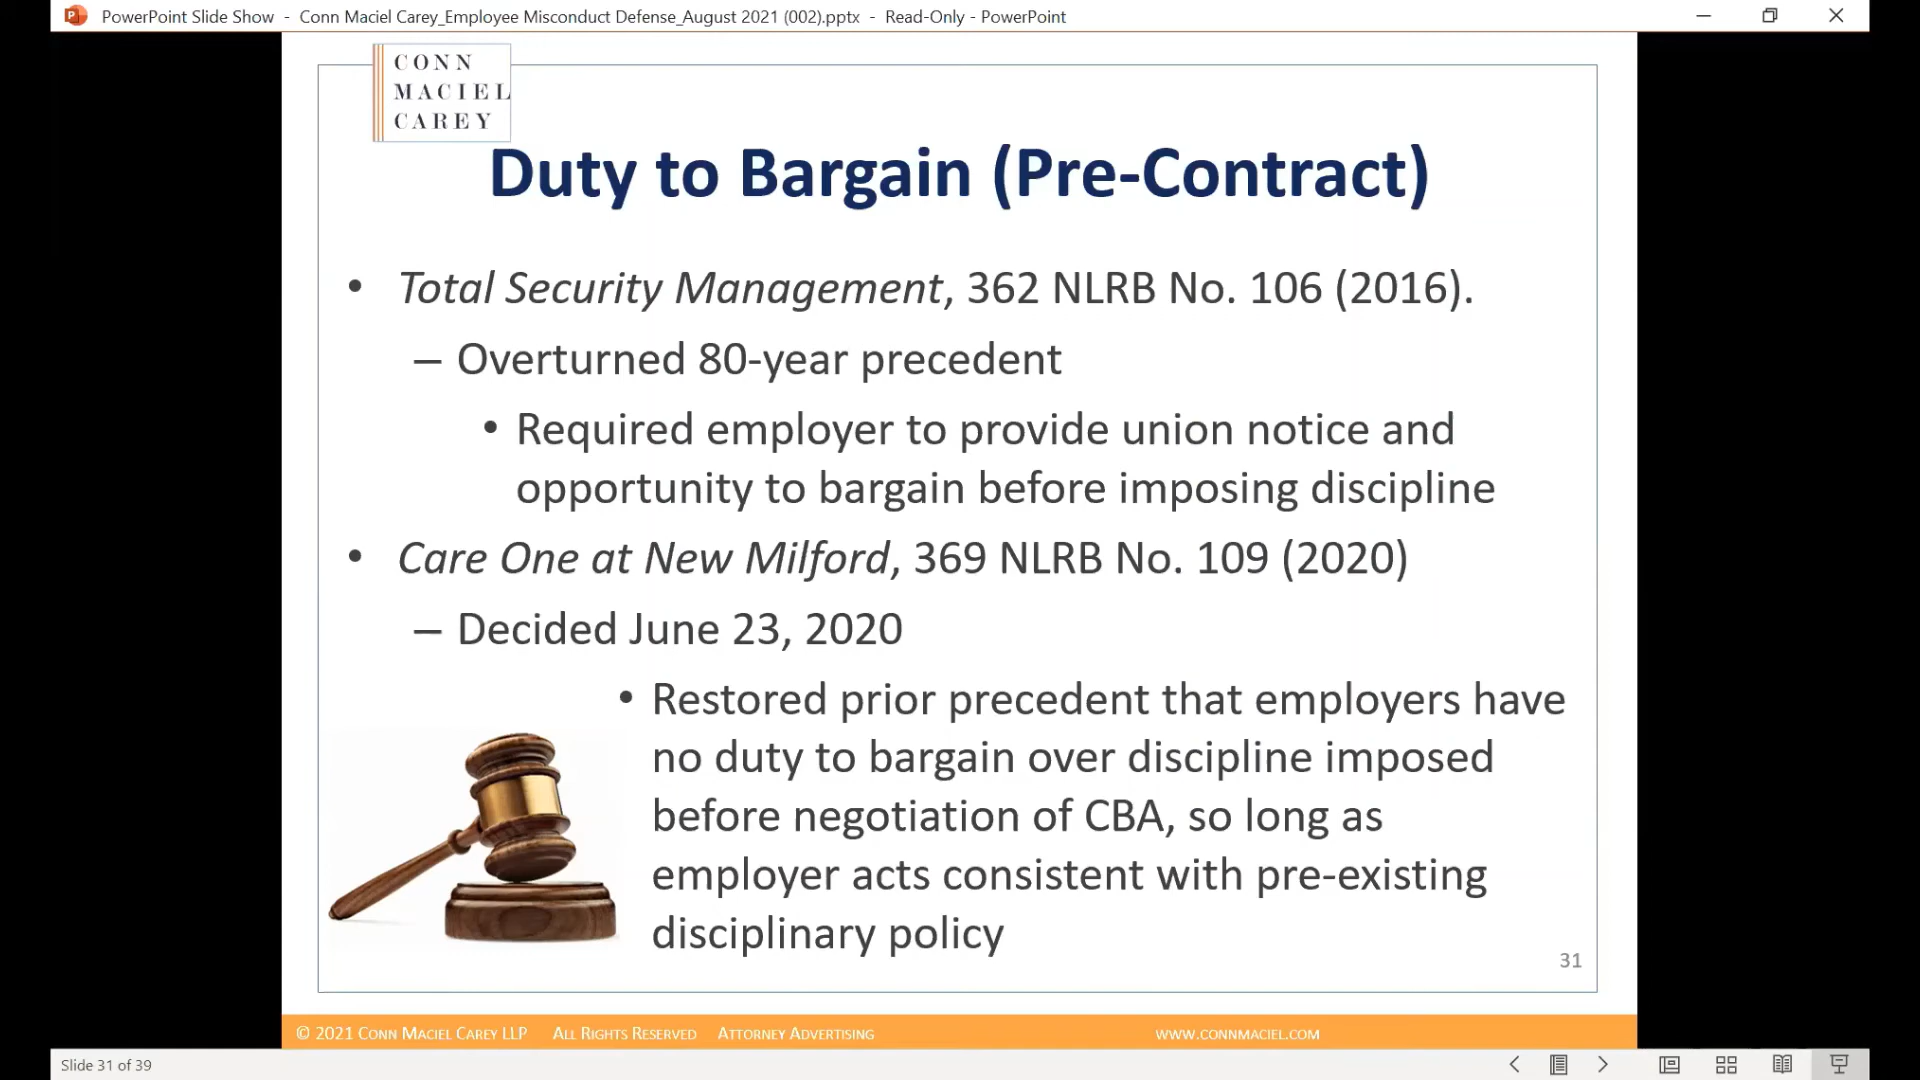 PowerPoint Slide Show - Conn Maciel Carey_Employee Misconduct Defense_August 2021 (002).pptx - Read-Only - PowerPoint
CONN
MACIEL
CAREY
Duty to Bargain (Pre-Contract)
• Total Security Management, 362 NLRB No. 106 (2016).
– Overturned 80-year precedent
• Required employer to provide union notice and
opportunity to bargain before imposing discipline
• Care One at New Milford, 369 NLRB No. 109 (2020)
– Decided June 23, 2020
• Restored prior precedent that employers have
no duty to bargain over discipline imposed
before negotiation of CBA, so long as
employer acts consistent with pre-existing
disciplinary policy
31
© 2021 CONN MACIEL CAREY LLP ALL RIGHTS RESERVED ATTORNEY ADVERTISING WWW.CONNMACIEL.COM
Slide 31 of 39